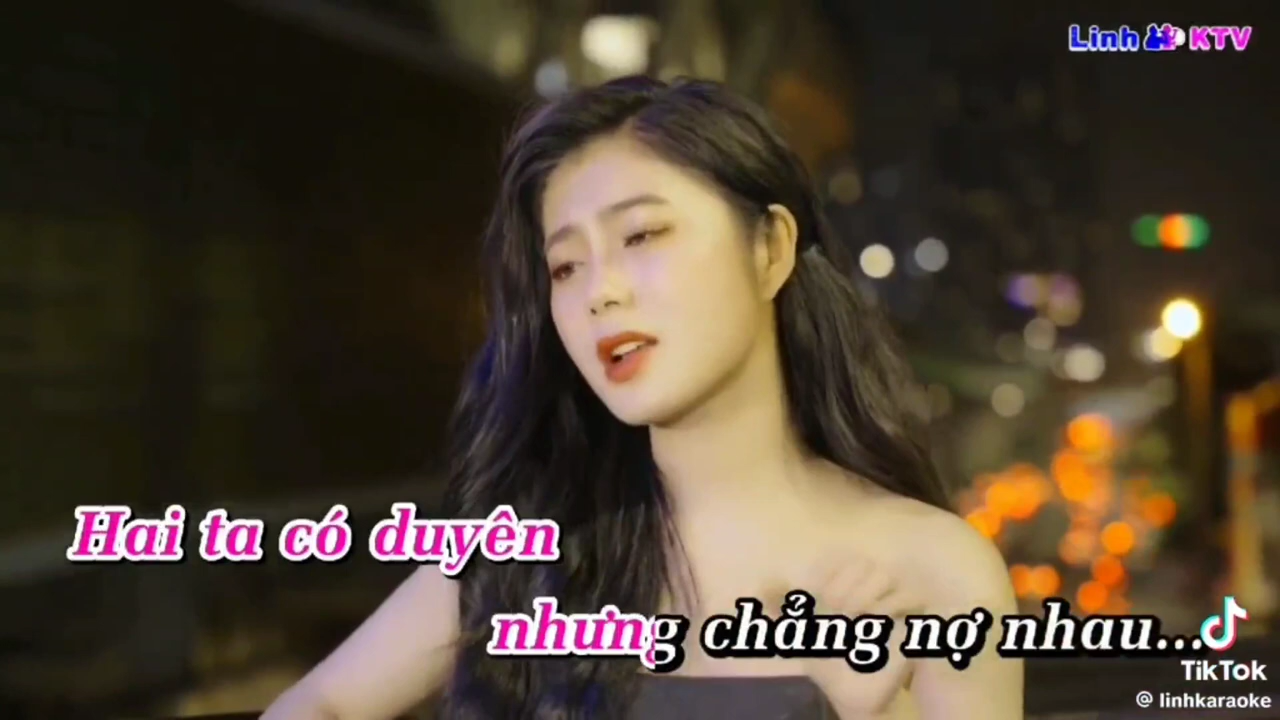 Linh KTV
Hai ta có duyên
nhưng chẳng nợ nhau...
TikTok
@ linhkaraoke